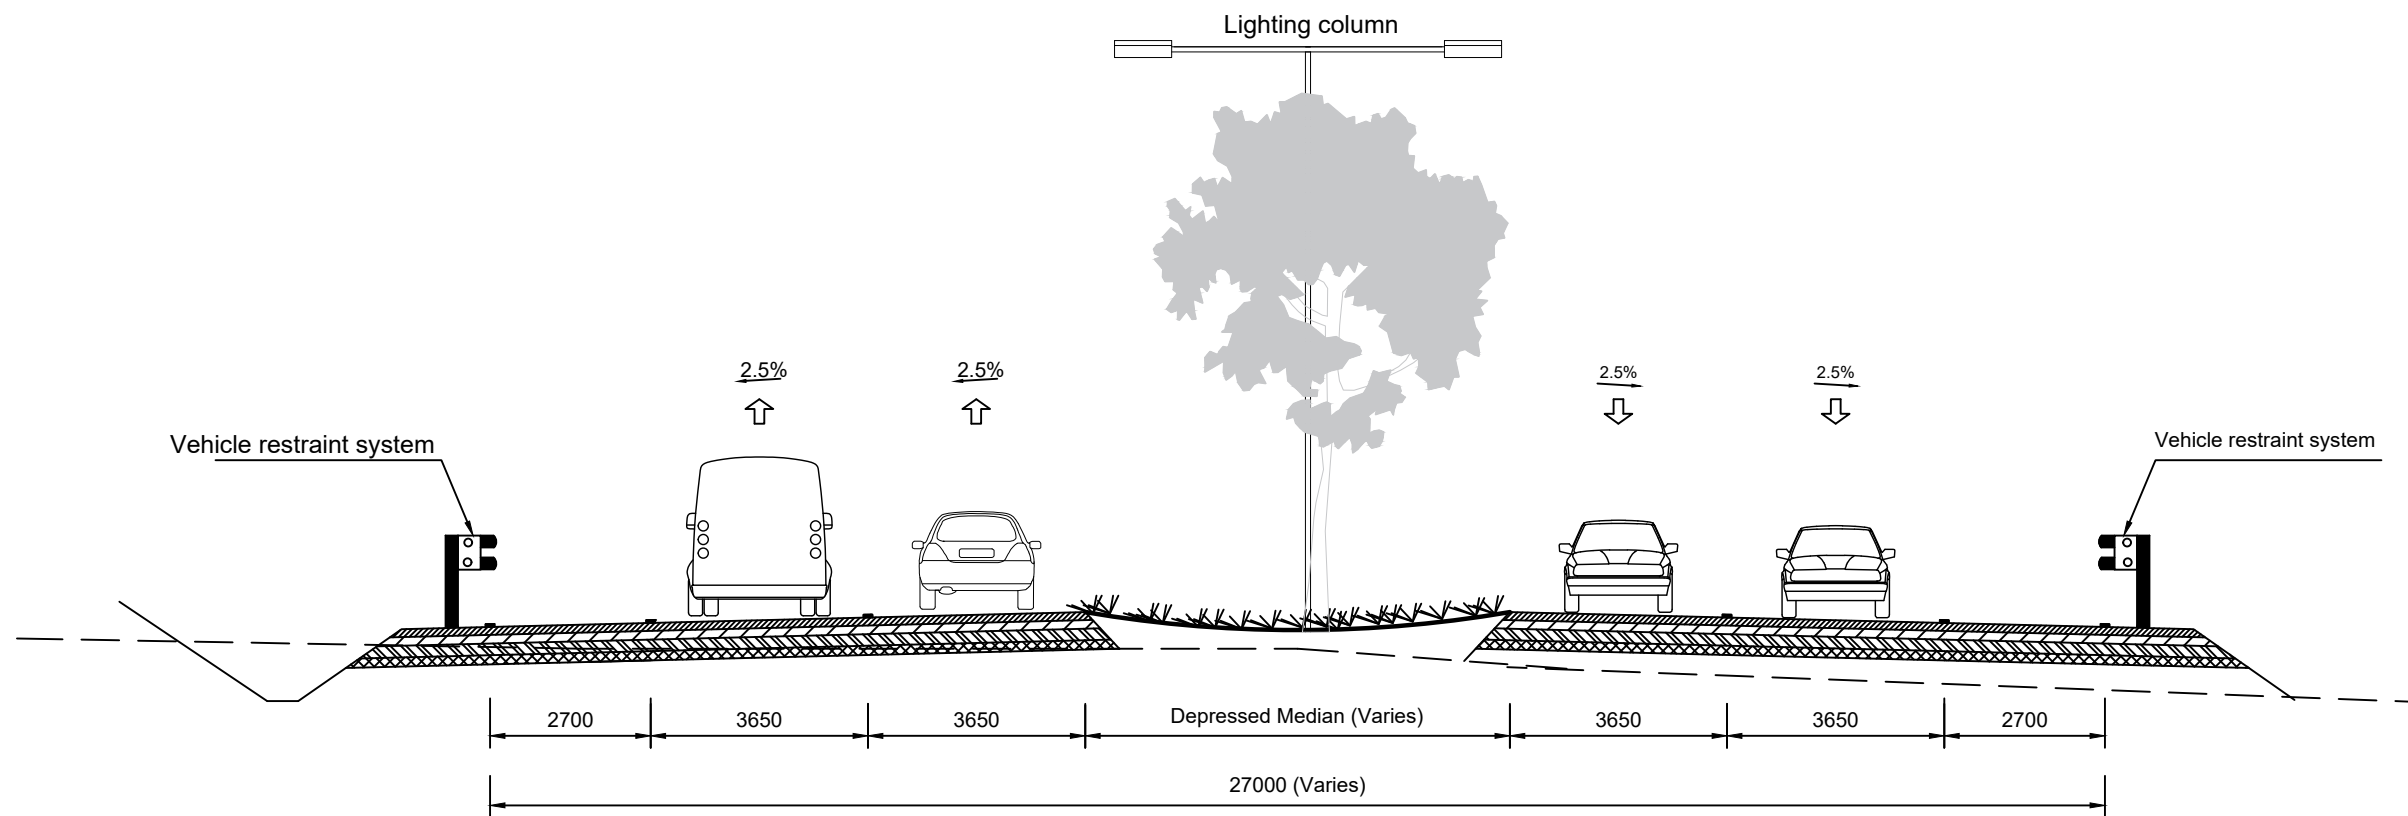 Lighting column
2.5%
2.5%
2.5%
2.5%
Vehicle restraint system
Vehicle restraint system
2700
3650
3650
Depressed Median (Varies)
3650
3650
2700
27000 (Varies)